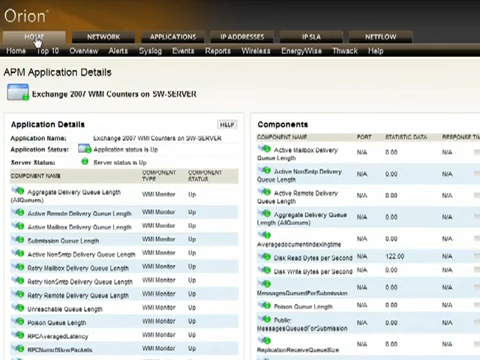 Orion
HOME NETWORK APPLICATIONS IP ADDRESSES IP SLA NETFLOW
Home Top 10 Overview Alerts Syslog Events Reports Wireless EnergyWise Thwack Help
APM Application Details
Exchange 2007 WMI Counters on SW-SERVER
Application Details HELP
Application Name: Exchange 2007 WMI Counters on SW-SERVER
Application Status: Application status is Up
Server Status: Server status is Up
COMPONENT NAME COMPONENT TYPE COMPONENT STATUS
Aggregate Delivery Queue Length (AllQueues) WMI Monitor Up
Active Remote Delivery Queue Length WMI Monitor Up
Active Mailbox Delivery Queue Length WMI Monitor Up
Submission Queue Length WMI Monitor Up
Active NonSmtp Delivery Queue Length WMI Monitor Up
Retry Mailbox Delivery Queue Length WMI Monitor Up
Retry NonSmtp Delivery Queue Length WMI Monitor Up
Retry Remote Delivery Queue Length WMI Monitor Up
Unreachable Queue Length WMI Monitor Up
Poison Queue Length WMI Monitor Up
RPCAveragedLatency WMI Monitor Up
RPCNumofSlowPackets WMI Monitor Up
Components
COMPONENT NAME PORT STATISTIC DATA RESPONSE TIME
Active Mailbox Delivery Queue Length N/A 0.00 N/A
Active NonSmtp Delivery Queue Length N/A 0.00 N/A
Active Remote Delivery Queue Length N/A 0.00 N/A
Aggregate Delivery Queue Length (AllQueues) N/A 0.00 N/A
Averagedocumentindexingtime N/A 0.00 N/A
Disk Read Bytes per Second N/A 122.00 N/A
Disk Write Bytes per Second N/A 0.00 N/A
MessagesQueuedForSubmission N/A 0.00 N/A
Poison Queue Length N/A 0.00 N/A
Public: MessagesQueuedForSubmission N/A 0.00 N/A
ReplicationReceiveQueueSize N/A 0.00 N/A